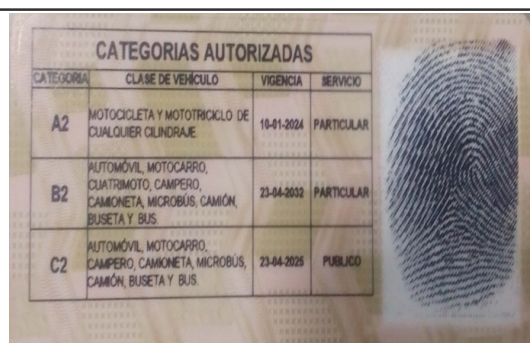 CATEGORIAS AUTORIZADAS
CATEGORIA CLASE DE VEHÍCULO VIGENCIA SERVICIO
A2 MOTOCICLETA Y MOTOTRICICLO DE CUALQUIER CILINDRAJE. 10-01-2024 PARTICULAR
B2 AUTOMÓVIL, MOTOCARRO, CUATRIMOTO, CAMPERO, CAMIONETA, MICROBÚS, CAMIÓN, BUSETA Y BUS. 23-04-2032 PARTICULAR
C2 AUTOMÓVIL, MOTOCARRO, CAMPERO, CAMIONETA, MICROBÚS, CAMIÓN, BUSETA Y BUS. 23-04-2025 PUBLICO